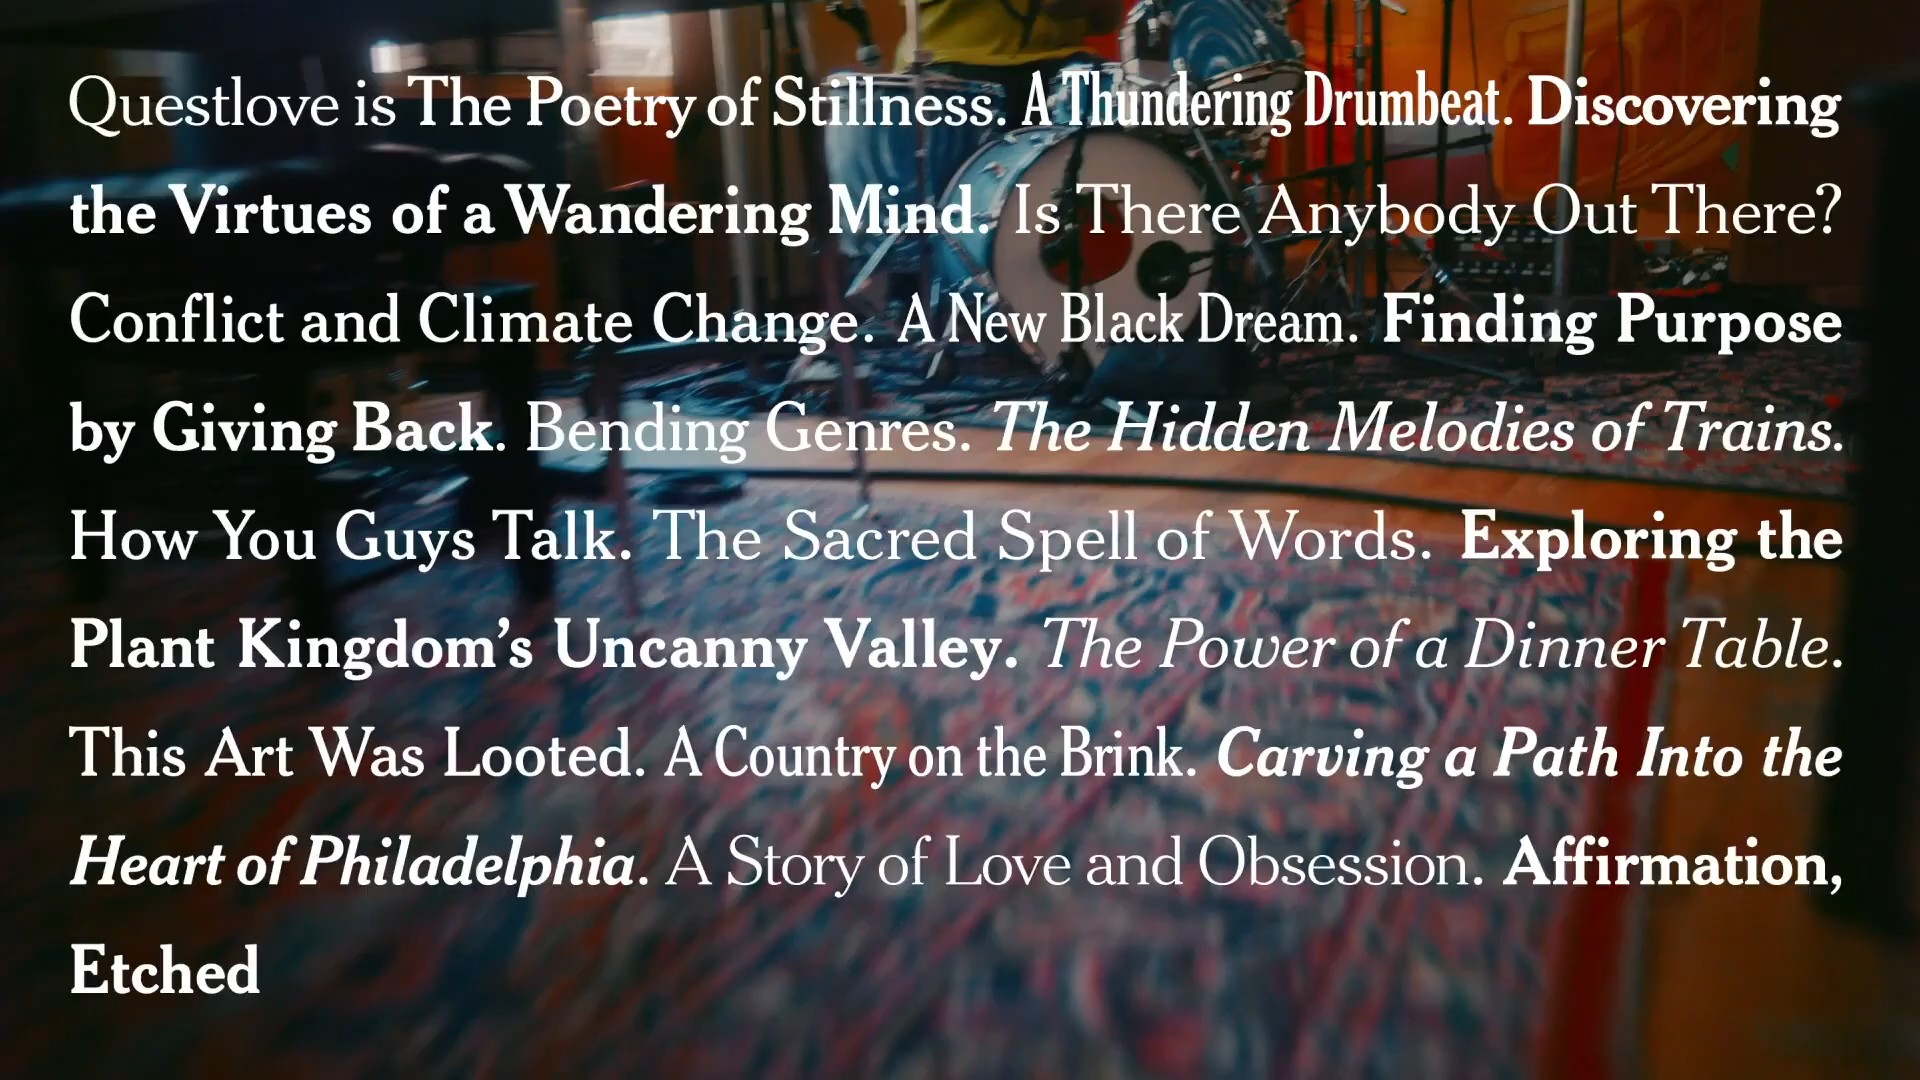 Questlove is The Poetry of Stillness. A Thundering Drumbeat. Discovering
the Virtues of a Wandering Mind. Is There Anybody Out There?
Conflict and Climate Change. A New Black Dream. Finding Purpose
by Giving Back. Bending Genres. The Hidden Melodies of Trains.
How You Guys Talk. The Sacred Spell of Words. Exploring the
Plant Kingdom’s Uncanny Valley. The Power of a Dinner Table.
This Art Was Looted. A Country on the Brink. Carving a Path Into the
Heart of Philadelphia. A Story of Love and Obsession. Affirmation,
Etched